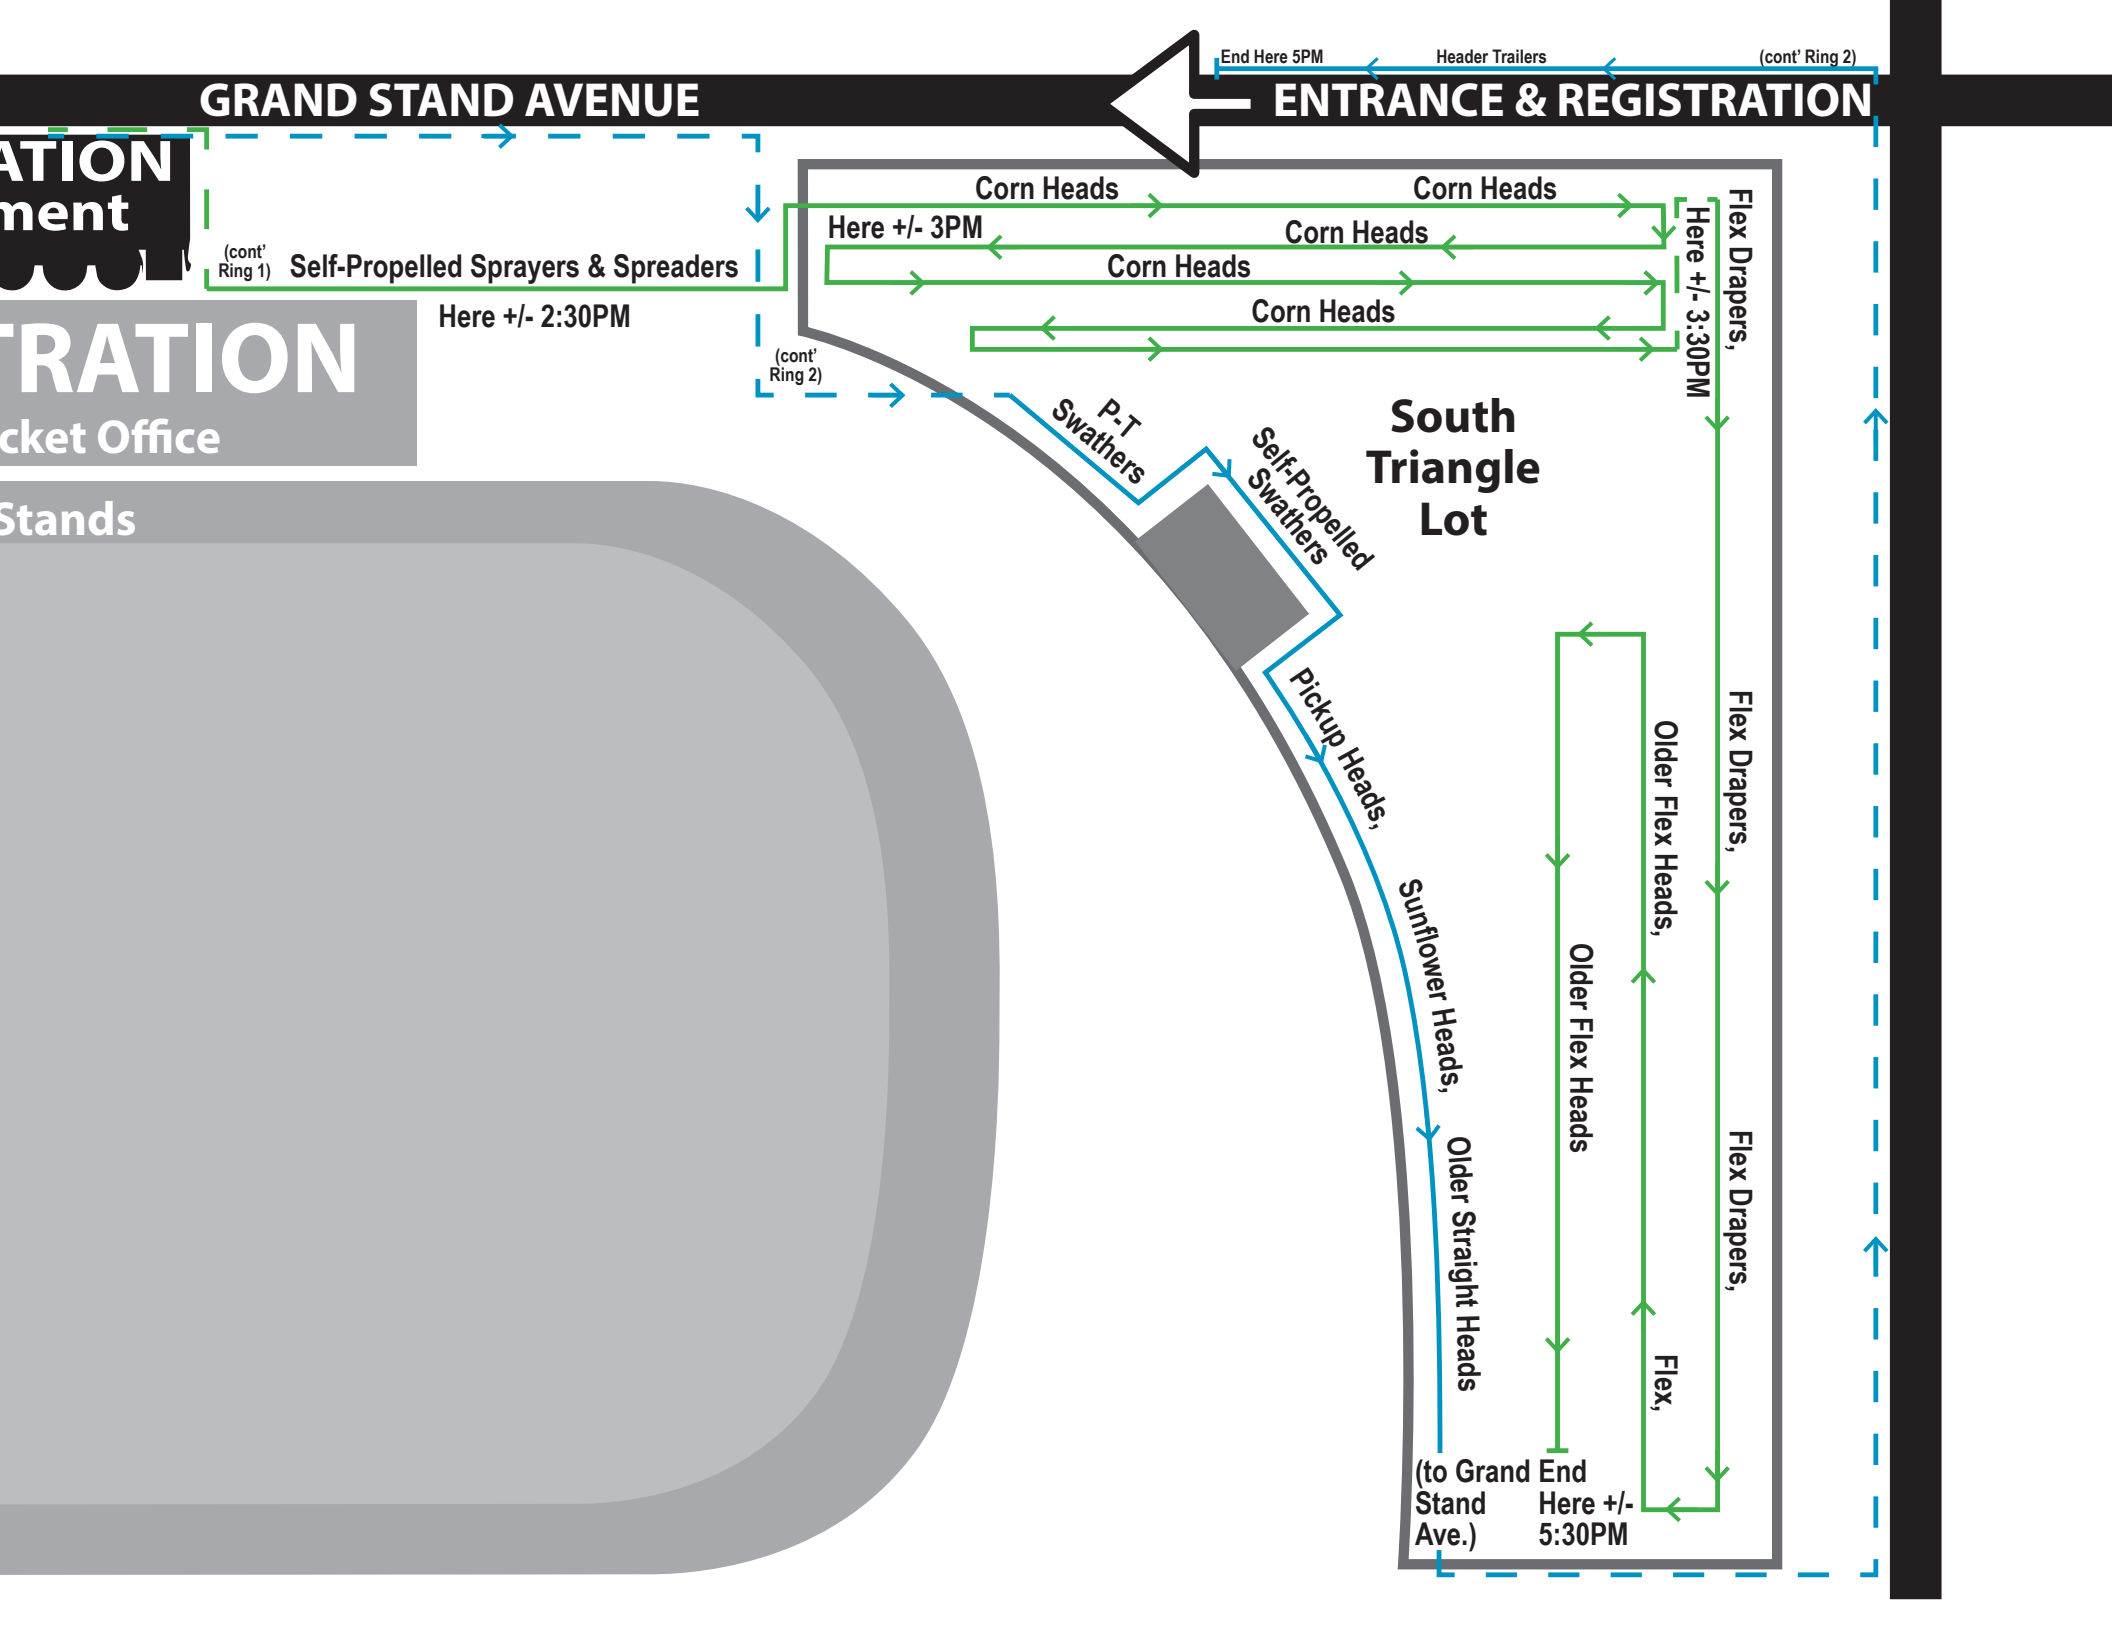 End Here 5PM
Header Trailers
(cont' Ring 2)
GRAND STAND AVENUE
ENTRANCE & REGISTRATION
ATION
ment
(cont'
Ring 1)
Self-Propelled Sprayers & Spreaders
Here +/- 2:30PM
TRATION
cket Office
Stands
Corn Heads
Corn Heads
Here +/- 3PM
Corn Heads
Corn Heads
Corn Heads
(cont'
Ring 2)
Flex Drapers,
Here +/- 3:30PM
P-T
Swathers
Self-Propelled
Swathers
South
Triangle
Lot
Pickup Heads,
Sunflower Heads,
Older Straight Heads
Older Flex Heads
Older Flex Heads,
Flex,
Flex Drapers,
Flex Drapers,
(to Grand
Stand
Ave.)
End
Here +/-
5:30PM